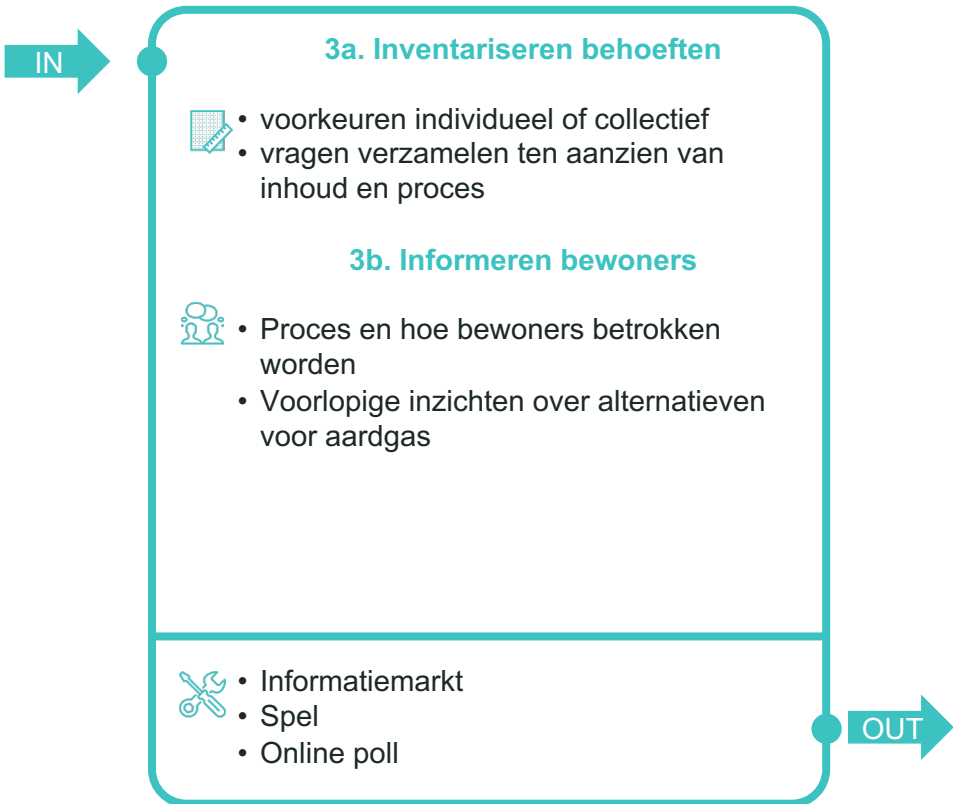 IN
3a. Inventariseren behoeften
• voorkeuren individueel of collectief
• vragen verzamelen ten aanzien van
inhoud en proces
3b. Informeren bewoners
• Proces en hoe bewoners betrokken
worden
• Voorlopige inzichten over alternatieven
voor aardgas
• Informatiemarkt
• Spel
• Online poll
OUT